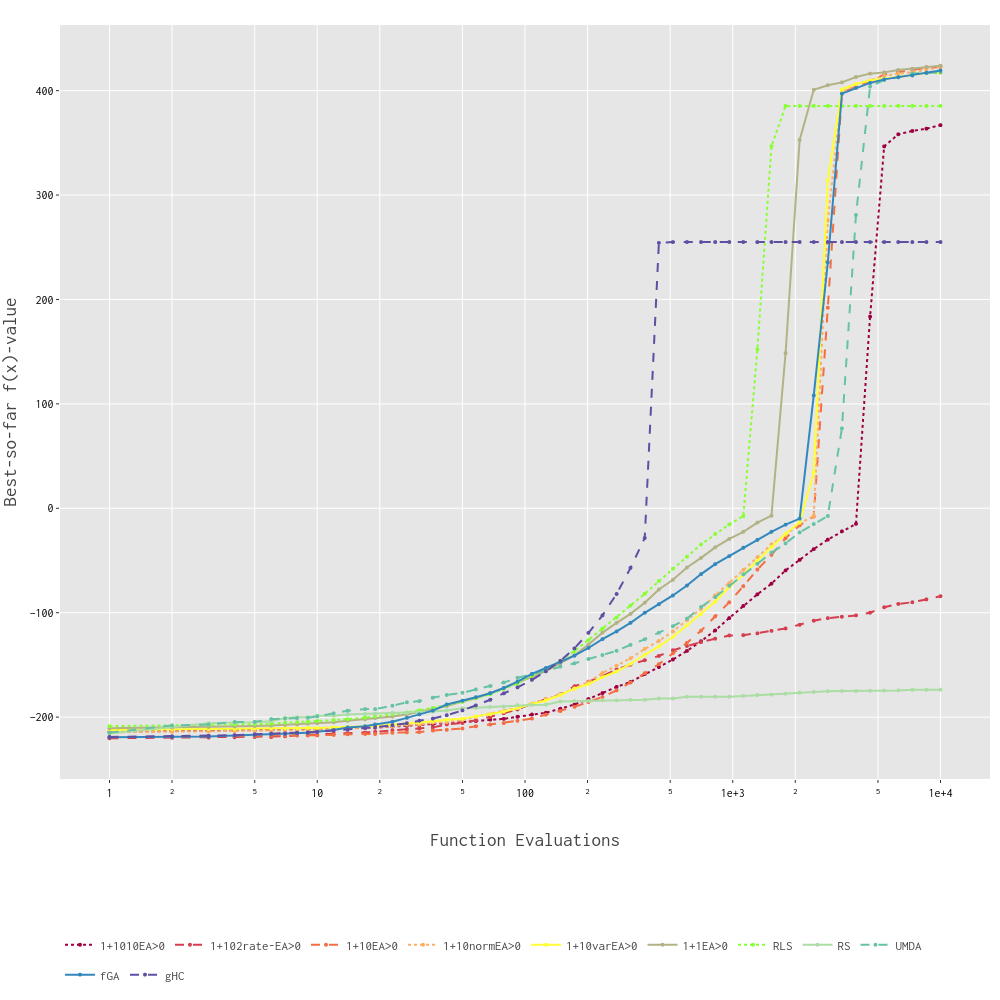 400
300
200
100
0
−100
−200
Best-so-far f(x)-value
1 2 5 10 2 5 100 2 5 1e+3 2 5 1e+4
Function Evaluations
1+1010EA>0 1+102rate-EA>0 1+10EA>0 1+10normEA>0 1+10varEA>0 1+1EA>0 RLS RS UMDA
fGA gHC